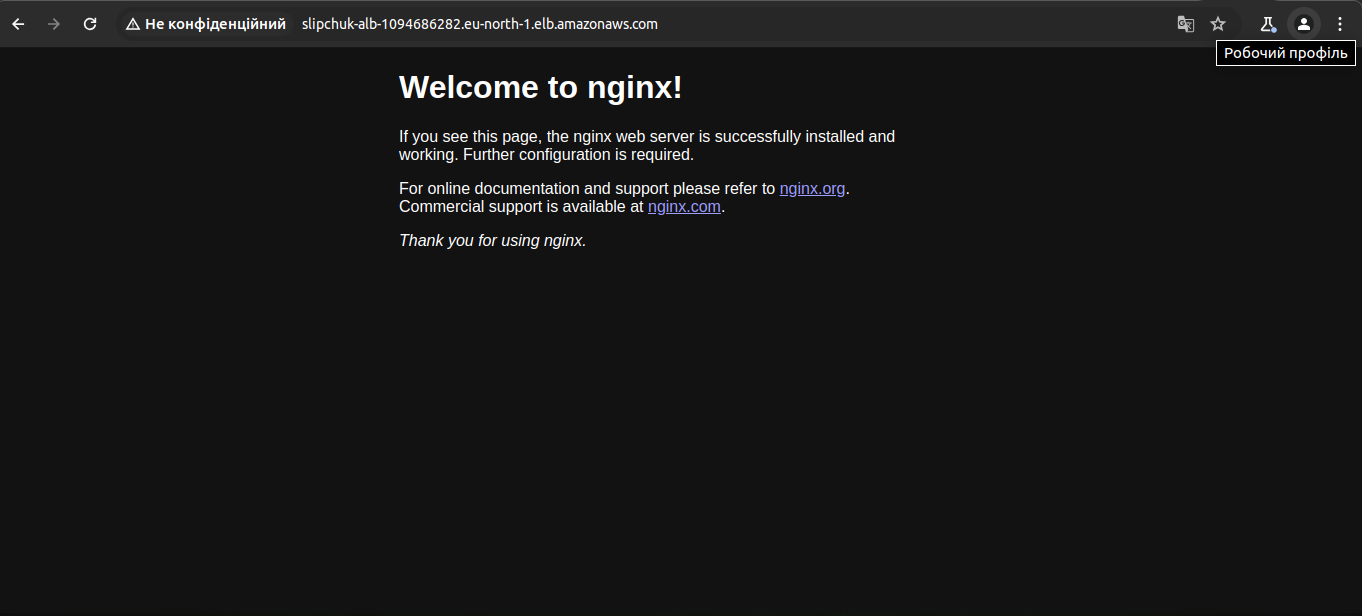 Не конфіденційний slipchuk-alb-1094686282.eu-north-1.elb.amazonaws.com
Робочий профіль
Welcome to nginx!
If you see this page, the nginx web server is successfully installed and
working. Further configuration is required.
For online documentation and support please refer to nginx.org.
Commercial support is available at nginx.com.
Thank you for using nginx.